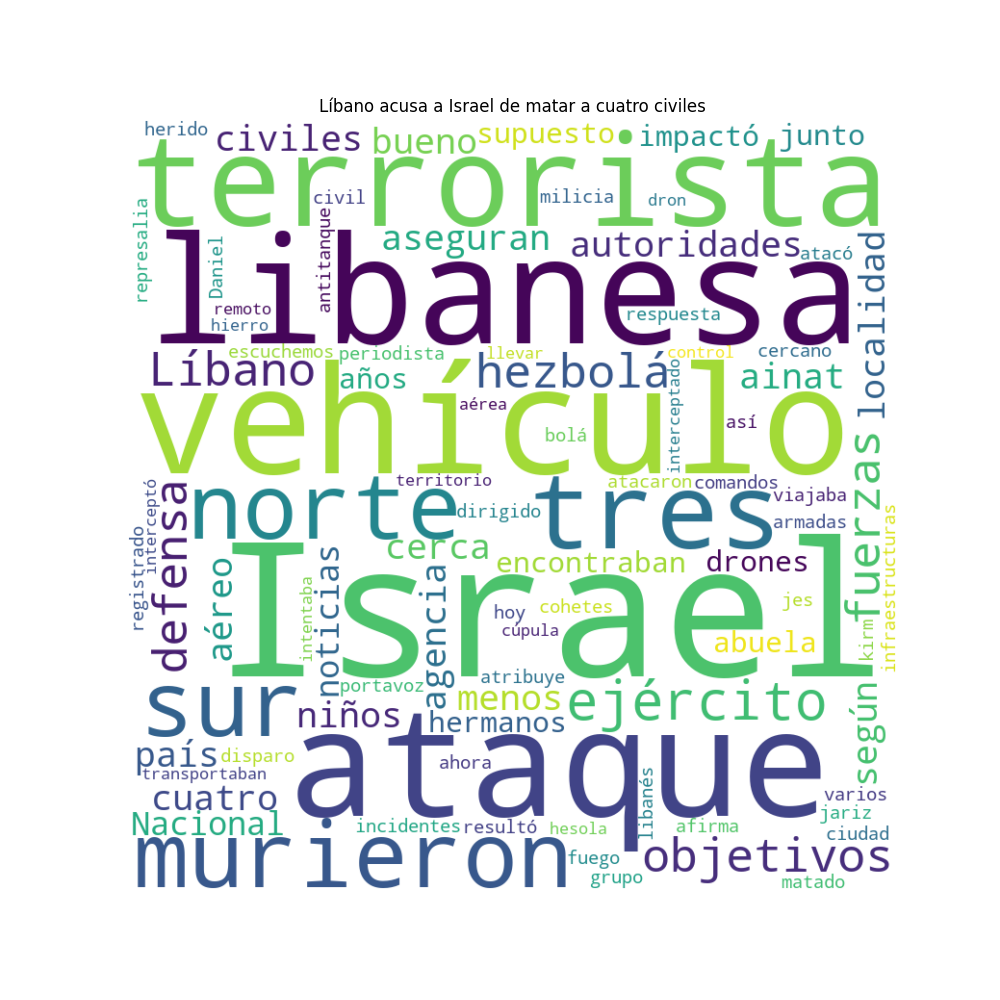 Líbano acusa a Israel de matar a cuatro civiles
herido
civiles
bueno
supuesto
impactó
junto
terrorista
represalia
civil
milicia
dron
Daniel
antitanque
aseguran
autoridades
atacó
localidad
libanesa
remoto
hierro
respuesta
escuchemos
periodista
llevar
control
cercano
Líbano
años
hezbolá
interceptado
ainat
vehículo
aérea
así
bolá
territorio
atacaron
comandos
viajaba
norte
tres
dirigido
armadas
fuerzas
infraestructuras
registrado
interceptó
defensa
cerca
encontraban
drones
aéreo
intentaba
noticias
agencia
hoy
cohetes
jes
cúpula
abuela
kirm
Israel
atribuye
portavoz
menos
ejército
según
sur
niños
hermanos
país
disparo
ataque
transportaban
ahora
cuatro
libanés
varios
Nacional
incidentes
resultó
hesola
afirma
jariz
ciudad
murieron
fuego
objetivos
grupo
matado